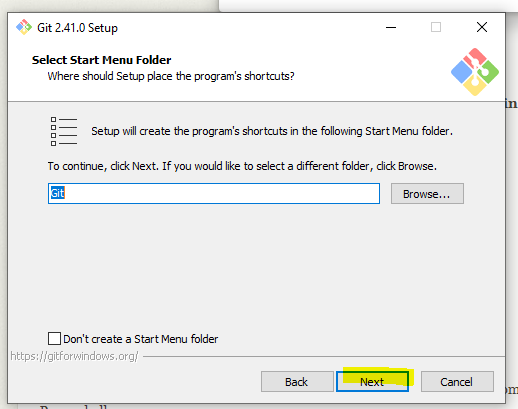 Git 2.41.0 Setup
Select Start Menu Folder
Where should Setup place the program's shortcuts?
in
Setup will create the program's shortcuts in the following Start Menu folder.
To continue, click Next. If you would like to select a different folder, click Browse.
Git
Browse...
Don't create a Start Menu folder
https://gitforwindows.org/
Back
Next
Cancel
om